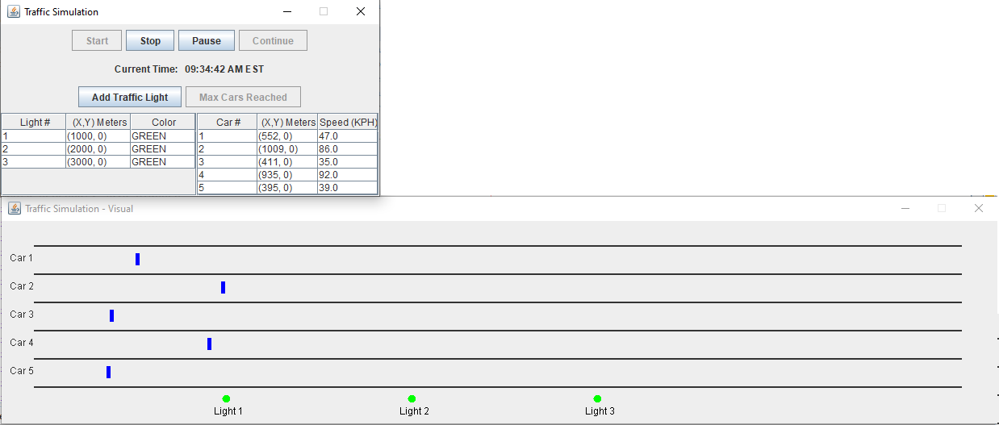 Traffic Simulation
Start Stop Pause Continue
Current Time: 09:34:42 AM EST
Add Traffic Light Max Cars Reached
Light # (X,Y) Meters Color Car # (X,Y) Meters Speed (KPH)
1 (1000, 0) GREEN 1 (552, 0) 47.0
2 (2000, 0) GREEN 2 (1009, 0) 86.0
3 (3000, 0) GREEN 3 (411, 0) 35.0
4 (935, 0) 92.0
5 (395, 0) 39.0
Traffic Simulation - Visual
Car 1
Car 2
Car 3
Car 4
Car 5
Light 1 Light 2 Light 3